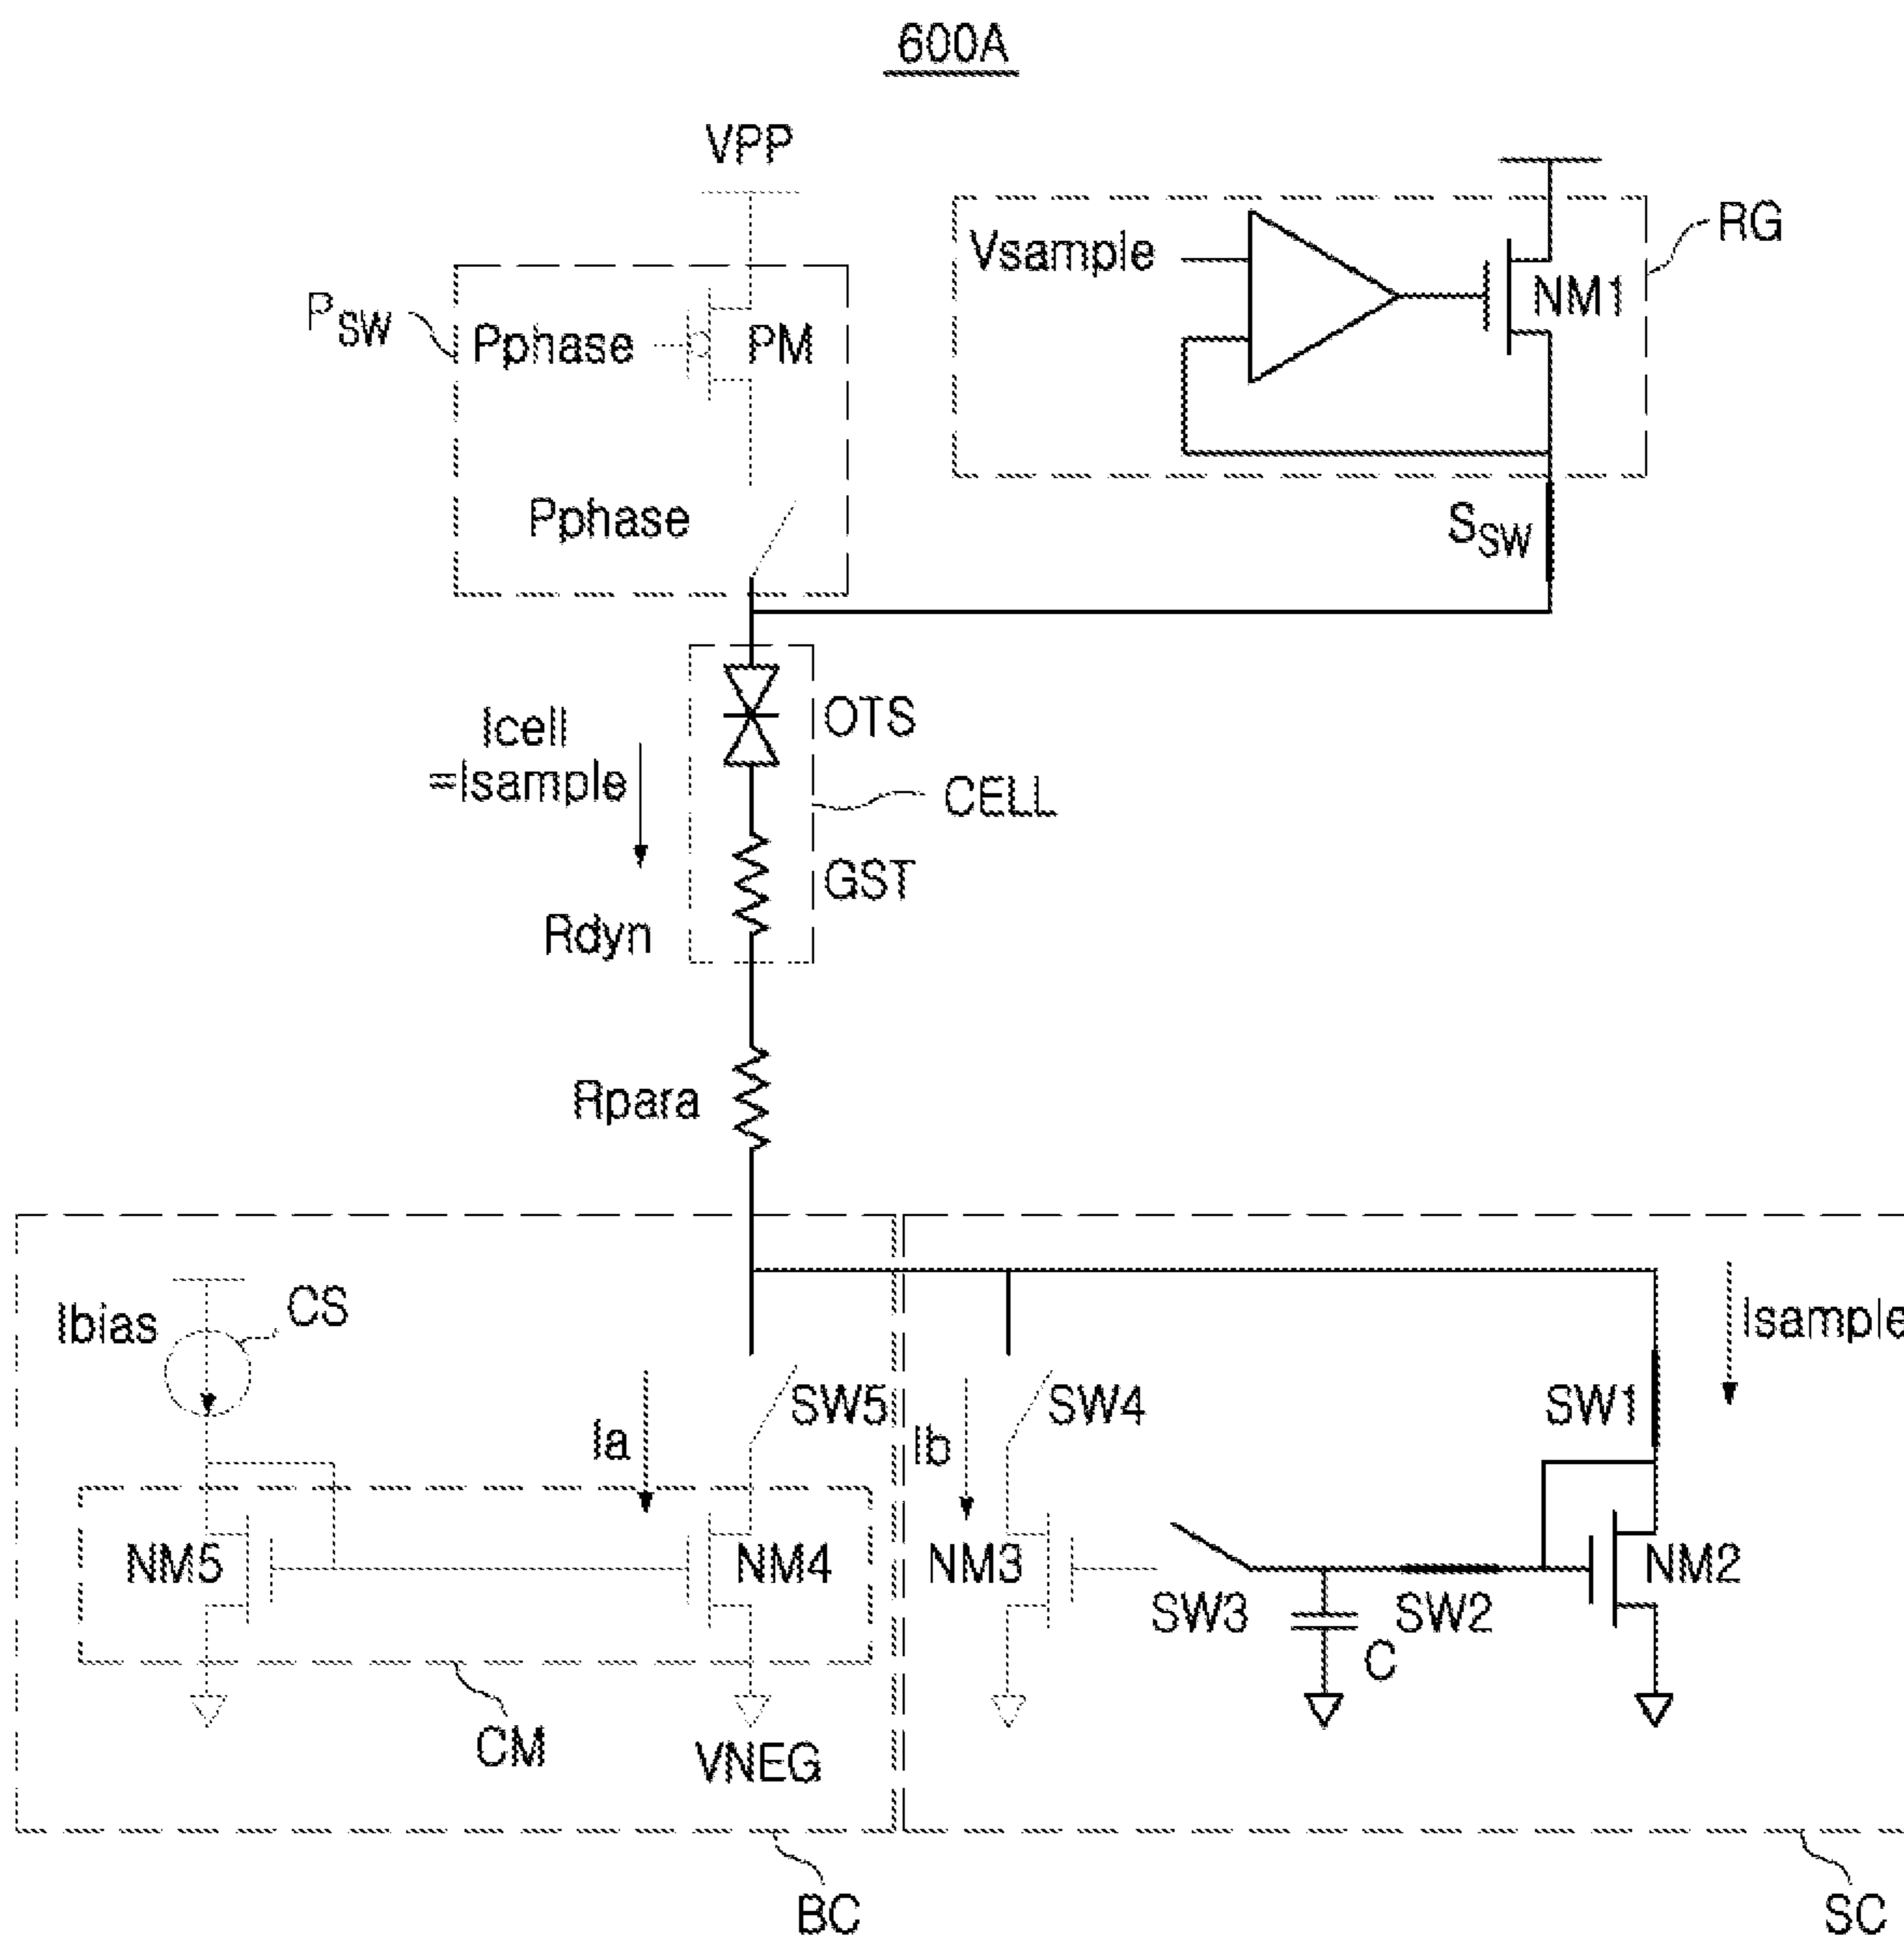 600A
VPP
RG
Vsample
NM1
PSW
Pphase
PM
Pphase
SSW
OTS
Icell
=Isample
CELL
GST
Rdyn
Rpara
Ibias
CS
Isample
SW5
SW4
SW1
Ia
Ib
NM5
NM4
NM3
SW3
SW2
NM2
C
CM
VNEG
BC
SC